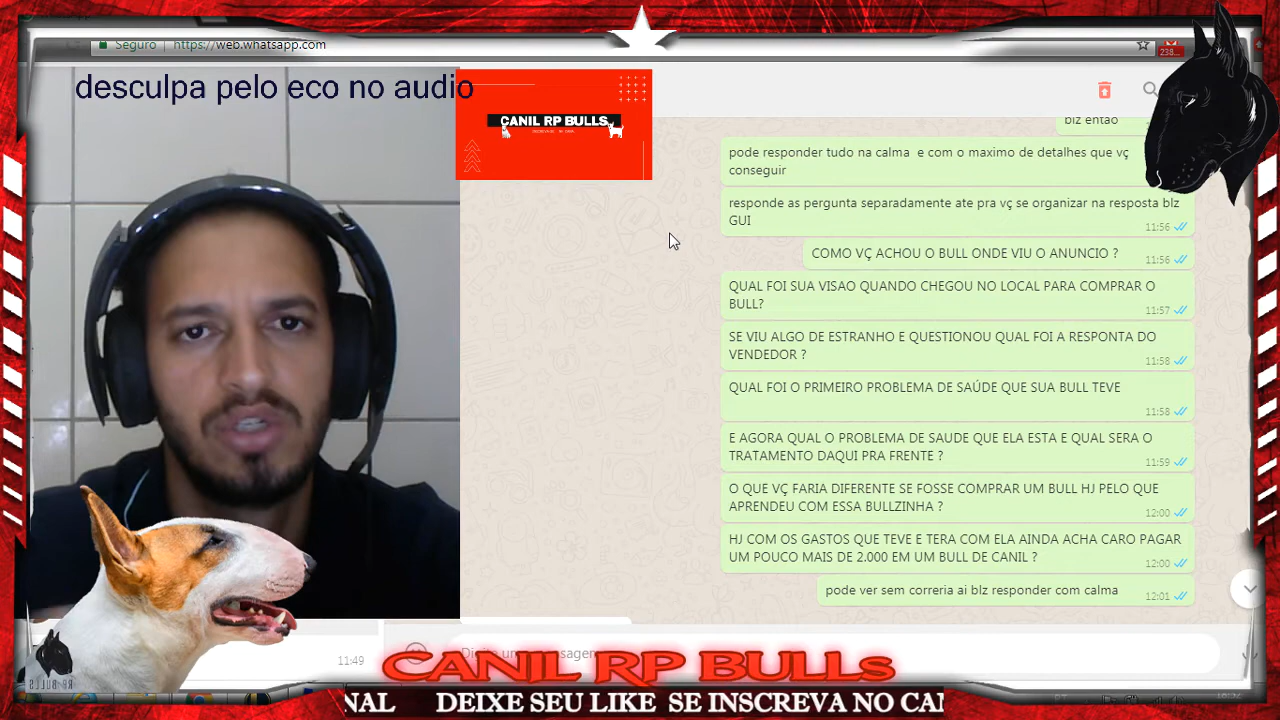 Seguro | https://web.whatsapp.com
238...
desculpa pelo eco no audio
CANIL RP BULLS
blz entao
pode responder tudo na calma e com o maximo de detalhes que vç
conseguir
responde as pergunta separadamente ate pra vç se organizar na resposta blz
GUI
11:56
COMO VÇ ACHOU O BULL ONDE VIU O ANUNCIO ?
11:56
QUAL FOI SUA VISAO QUANDO CHEGOU NO LOCAL PARA COMPRAR O
BULL?
11:57
SE VIU ALGO DE ESTRANHO E QUESTIONOU QUAL FOI A RESPONTA DO
VENDEDOR ?
11:58
QUAL FOI O PRIMEIRO PROBLEMA DE SAÚDE QUE SUA BULL TEVE
11:58
E AGORA QUAL O PROBLEMA DE SAUDE QUE ELA ESTA E QUAL SERA O
TRATAMENTO DAQUI PRA FRENTE ?
11:59
O QUE VÇ FARIA DIFERENTE SE FOSSE COMPRAR UM BULL HJ PELO QUE
APRENDEU COM ESSA BULLZINHA ?
12:00
HJ COM OS GASTOS QUE TEVE E TERA COM ELA AINDA ACHA CARO PAGAR
UM POUCO MAIS DE 2.000 EM UM BULL DE CANIL ?
12:00
pode ver sem correria ai blz responder com calma
12:01
11:49
Digite uma mensagem
CANIL RP BULLs
NAL DEIXE SEU LIKE SE INSCREVA NO CAN